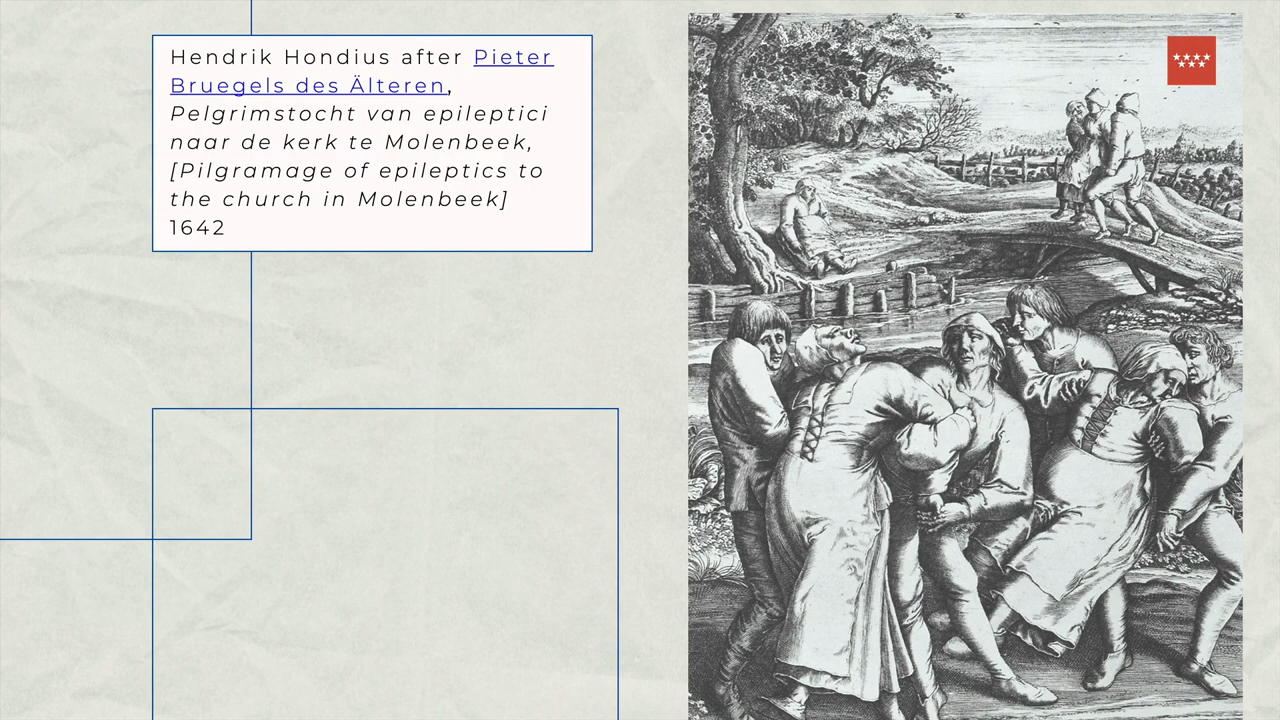 Hendrik Hondius after Pieter
Bruegels des Älteren,
Pelgrimstocht van epileptici
naar de kerk te Molenbeek,
[Pilgramage of epileptics to
the church in Molenbeek]
1642